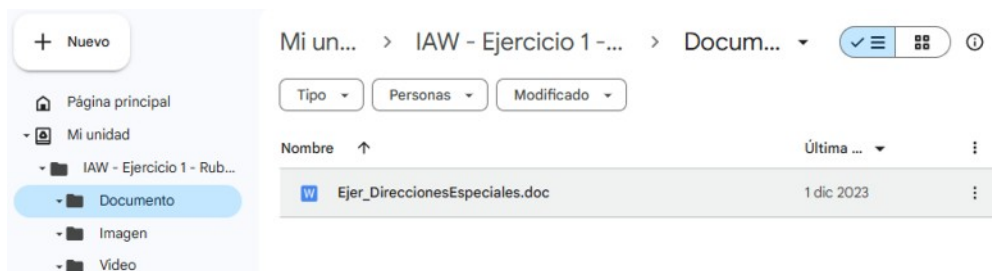 Nuevo
Página principal
Mi unidad
IAW - Ejercicio 1 - Rub...
Documento
Imagen
Video
Mi un... > IAW - Ejercicio 1 -... > Docum...
Tipo Personas Modificado
Nombre Última ...
W Ejer_DireccionesEspeciales.doc 1 dic 2023